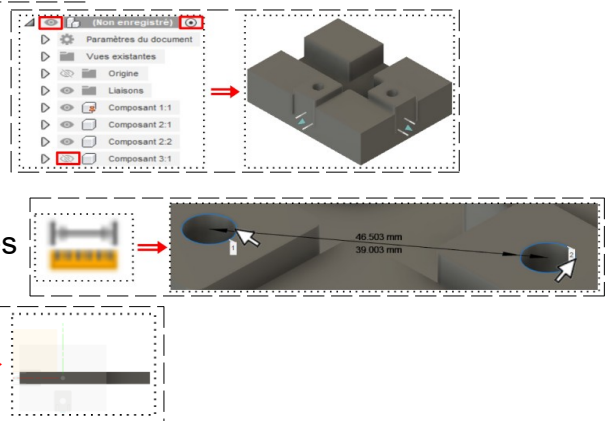 (Non enregistré)
Paramètres du document
Vues existantes
Origine
Liaisons
Composant 1:1
Composant 2:1
Composant 2:2
Composant 3:1
s
46.503 mm
39.003 mm
1
2